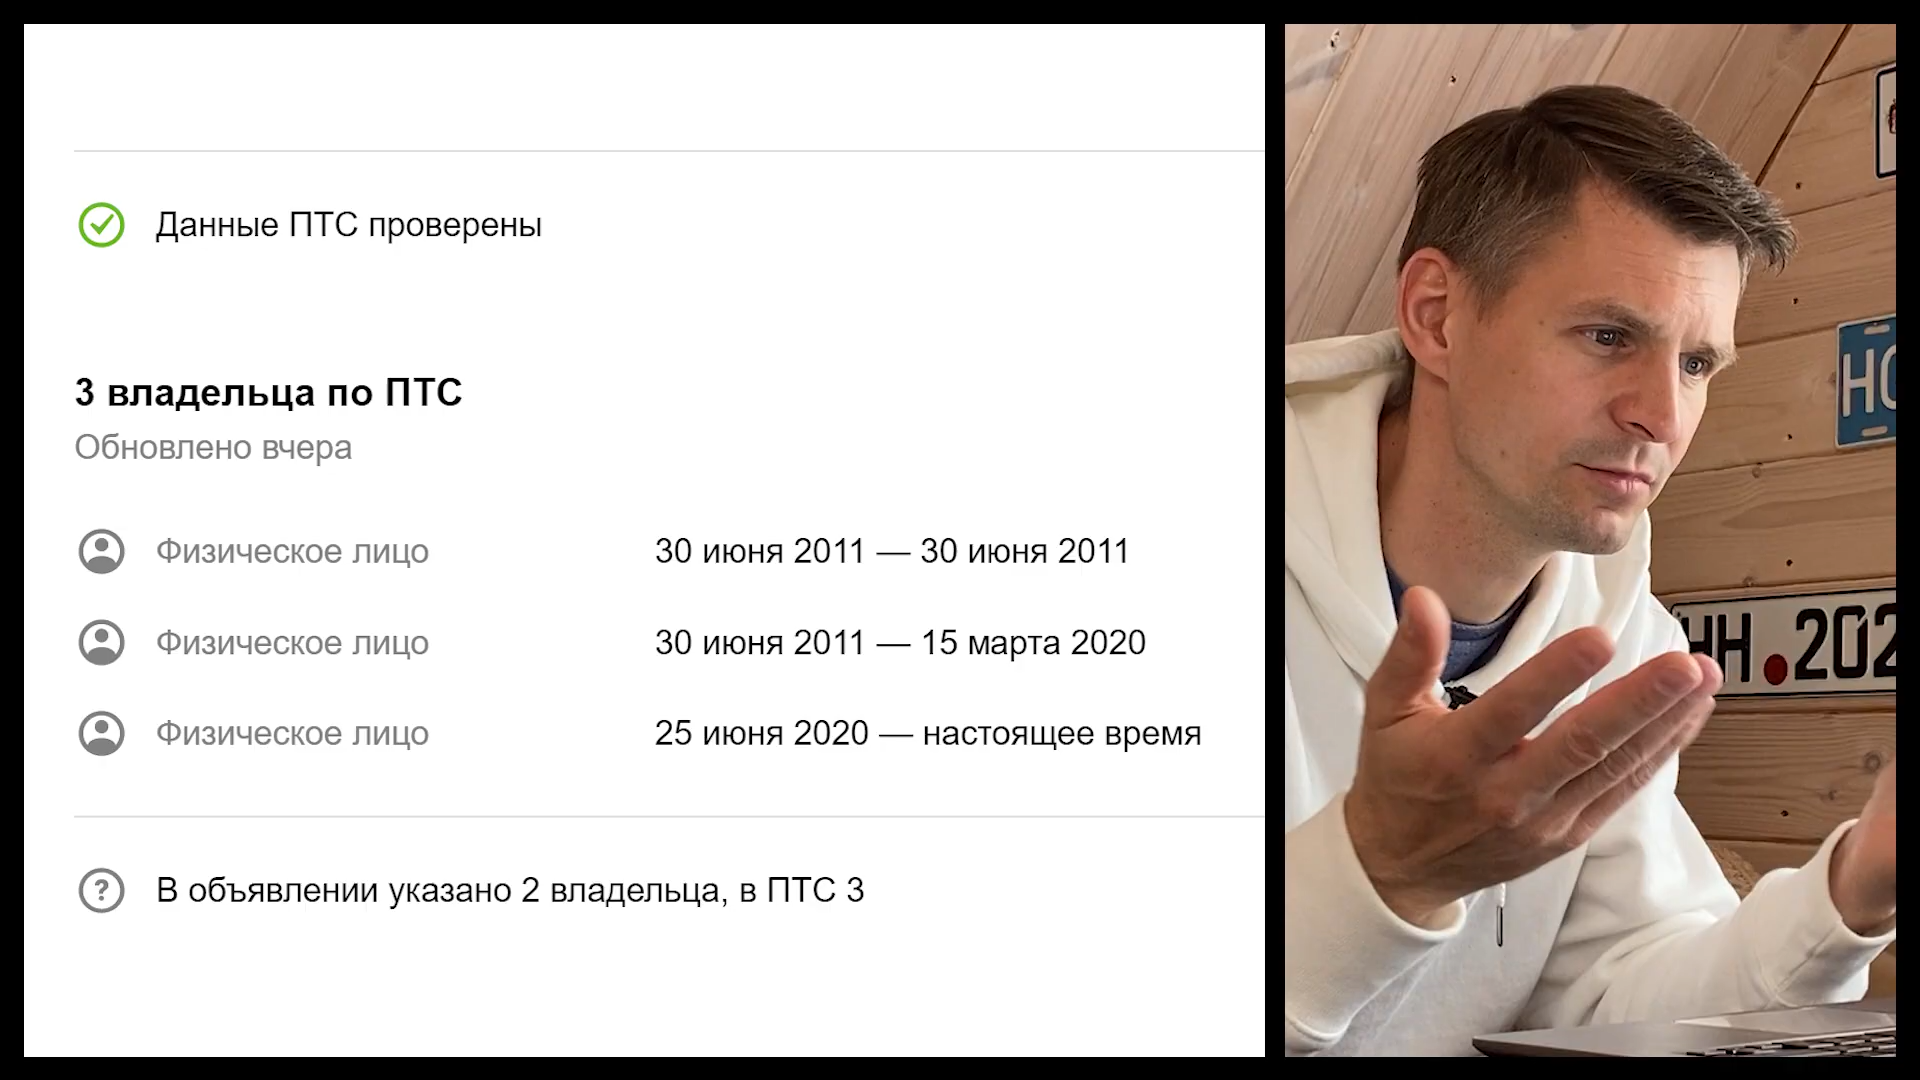 Данные ПТС проверены
3 владельца по ПТС
Обновлено вчера
Физическое лицо 30 июня 2011 — 30 июня 2011
Физическое лицо 30 июня 2011 — 15 марта 2020
Физическое лицо 25 июня 2020 — настоящее время
? В объявлении указано 2 владельца, в ПТС 3
HH.202